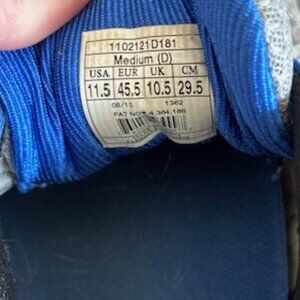 1102121D181
Medium (D)
USA EUR UK CM
11.5 45.5 10.5 29.5
08/15 1362
PAT NO# 4,364,188